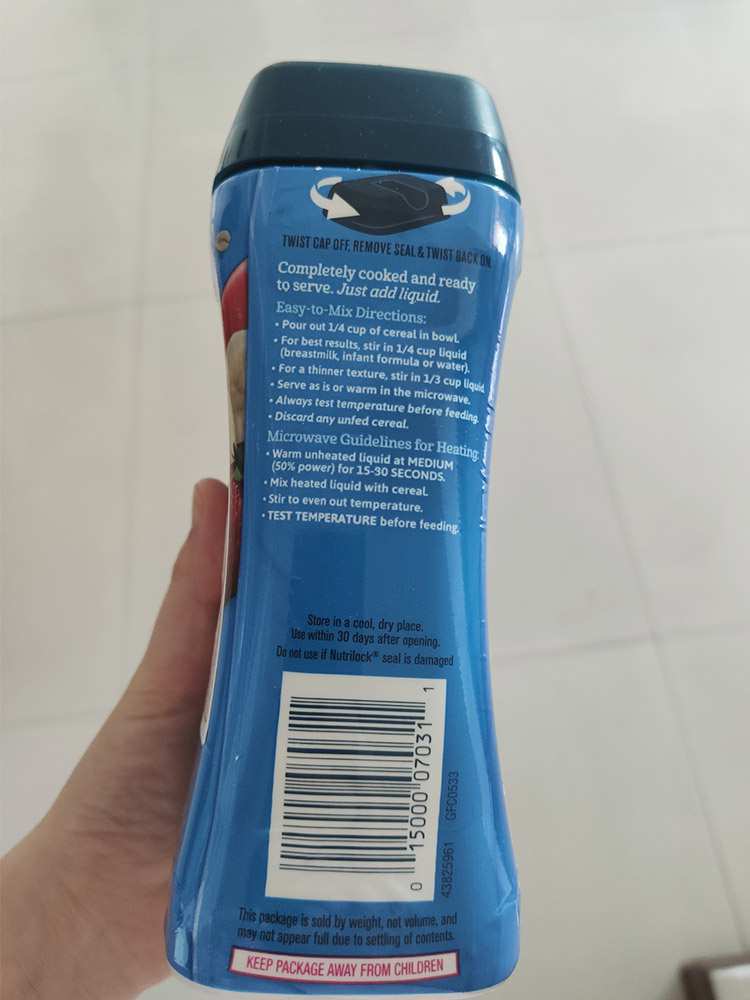 TWIST CAP OFF, REMOVE SEAL & TWIST BACK ON
Completely cooked and ready
to serve. Just add liquid.
Easy-to-Mix Directions:
• Pour out 1/4 cup of cereal in bowl.
• For best results, stir in 1/4 cup liquid
(breastmilk, infant formula or water).
• For a thinner texture, stir in 1/3 cup liquid
• Serve as is or warm in the microwave.
• Always test temperature before feeding.
• Discard any unfed cereal.
Microwave Guidelines for Heating:
• Warm unheated liquid at MEDIUM
(50% power) for 15-30 SECONDS.
• Mix heated liquid with cereal.
• Stir to even out temperature.
• TEST TEMPERATURE before feeding.
Store in a cool, dry place.
Use within 30 days after opening.
Do not use if Nutrilock® seal is damaged
0 15000 07031 1
43825961 GFC0533
This package is sold by weight, not volume, and
may not appear full due to settling of contents.
KEEP PACKAGE AWAY FROM CHILDREN